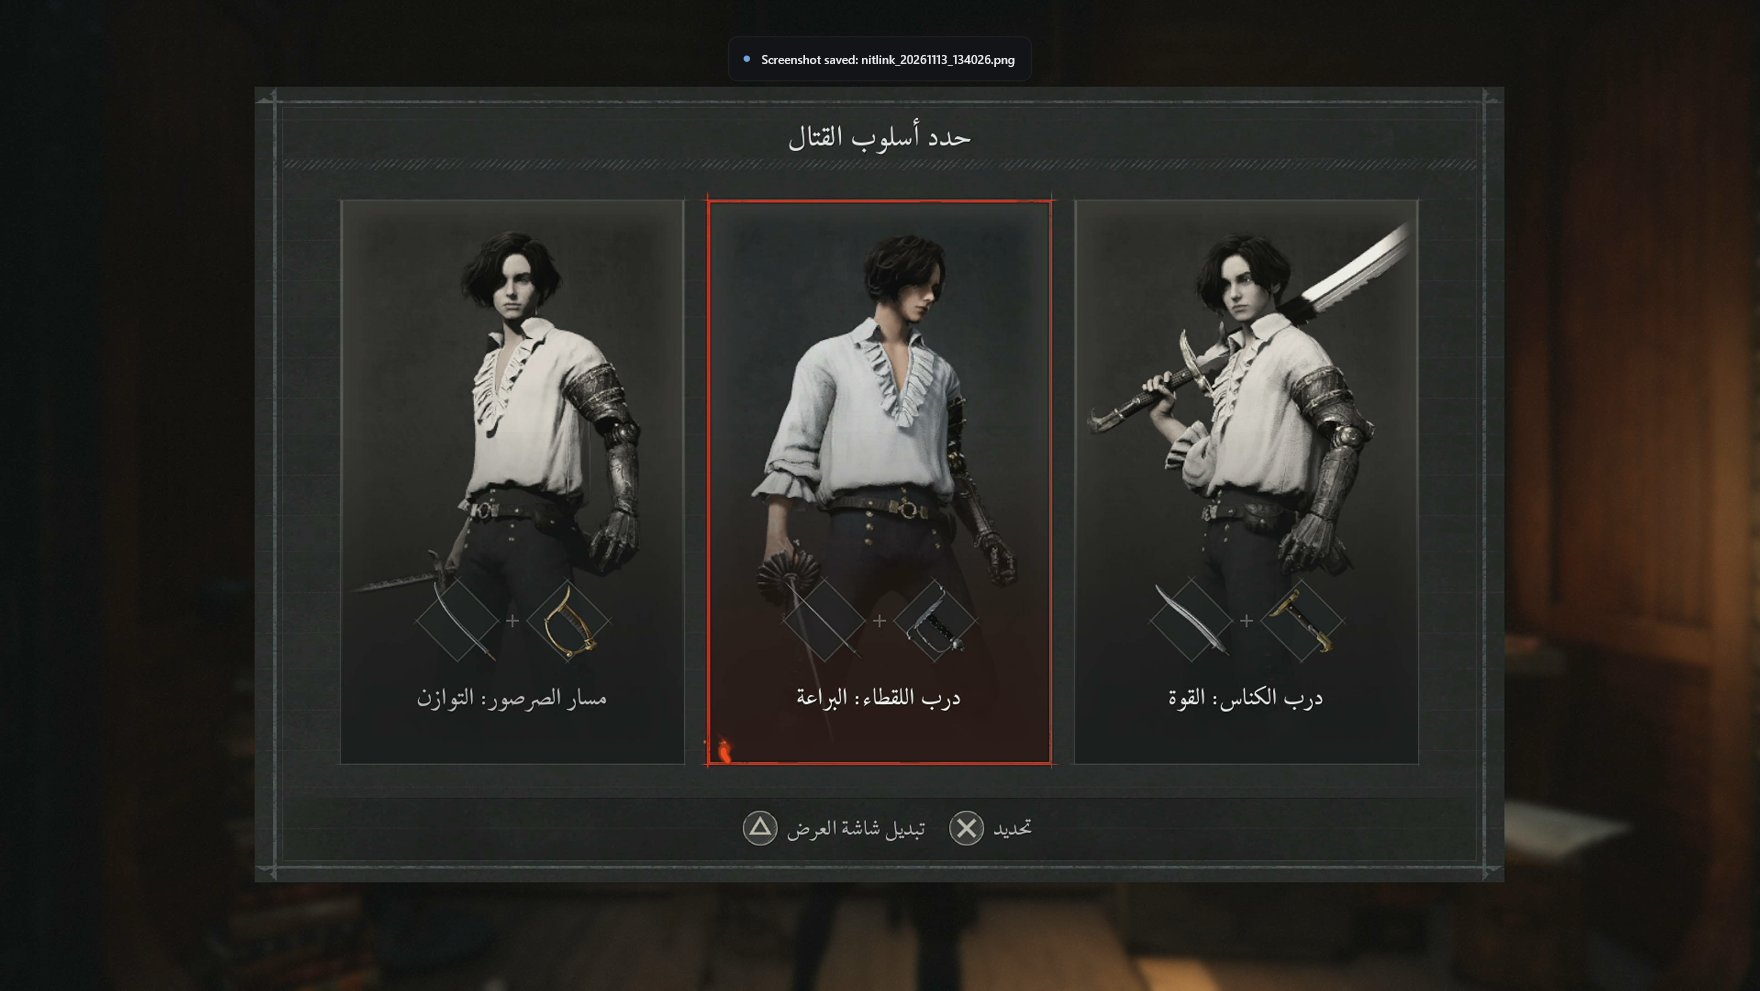 Screenshot saved: nitlink_20261113_134026.png
حدد أسلوب القتال
درب الكناس: القوة
درب اللقطاء: البراعة
مسار الصرصور: التوازن
تحديد
تبديل شاشة العرض